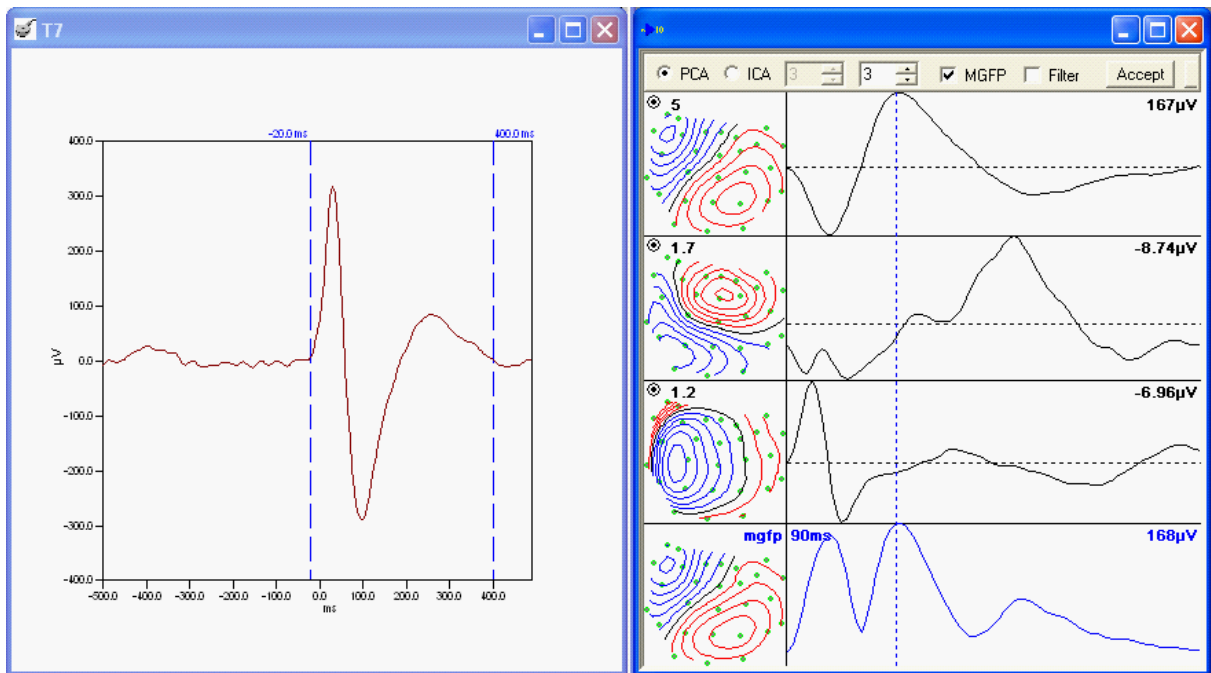 T7
-20.0 ms 400.0 ms
400.0
300.0
200.0
100.0
0.0
-100.0
-200.0
-300.0
-400.0
µV
-500.0 -400.0 -300.0 -200.0 -100.0 0.0 100.0 200.0 300.0 400.0
ms
10
PCA ICA 3 3 MGFP Filter Accept
5 167µV
1.7 -8.74µV
1.2 -6.96µV
mgfp 90ms 168µV